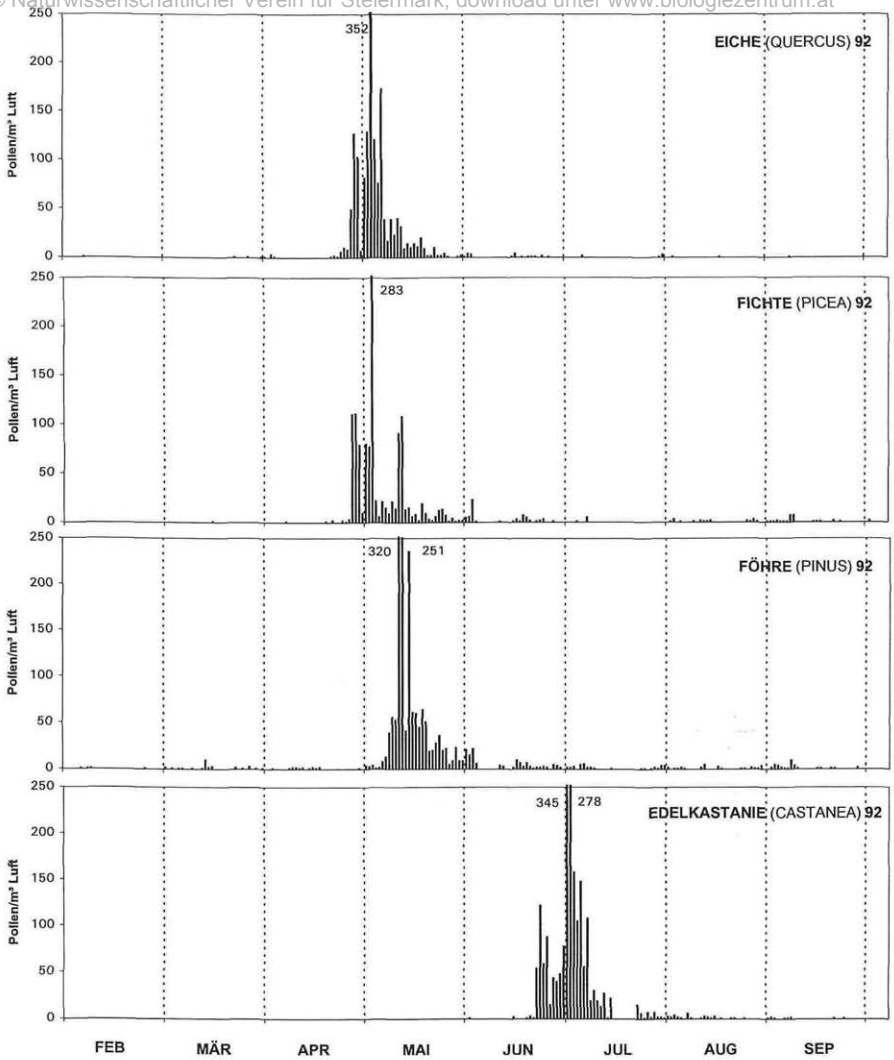 © Naturwissenschaftlicher Verein für Steiermark; download unter www.biologiezentrum.at
250
352
EICHE (QUERCUS) 92
200
150
100
50
0
Pollen/m³ Luft
250
283
FICHTE (PICEA) 92
200
150
100
50
0
Pollen/m³ Luft
250
320 251
FÖHRE (PINUS) 92
200
150
100
50
0
Pollen/m³ Luft
250
345 278
EDELKASTANIE (CASTANEA) 92
200
150
100
50
0
Pollen/m³ Luft
FEB MÄR APR MAI JUN JUL AUG SEP